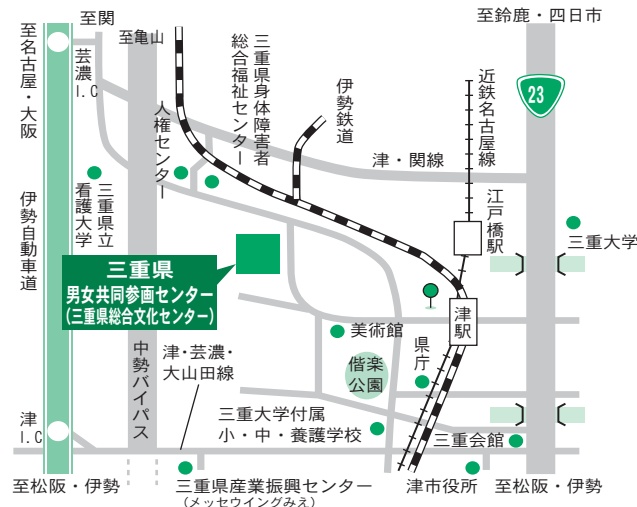 至関
至鈴鹿・四日市
至亀山
至名古屋・大阪
芸濃
I.C
三重県身体障害者
総合福祉センター
人権センター
伊勢鉄道
近鉄名古屋線
23
津・関線
三重県立
看護大学
江戸橋駅
三重大学
伊勢自動車道
三重県
男女共同参画センター
(三重県総合文化センター)
津駅
美術館
県庁
偕楽
公園
中勢バイパス
津・芸濃・
大山田線
三重大学付属
小・中・養護学校
津
I.C
三重会館
至松阪・伊勢
三重県産業振興センター
(メッセウイングみえ)
津市役所
至松阪・伊勢